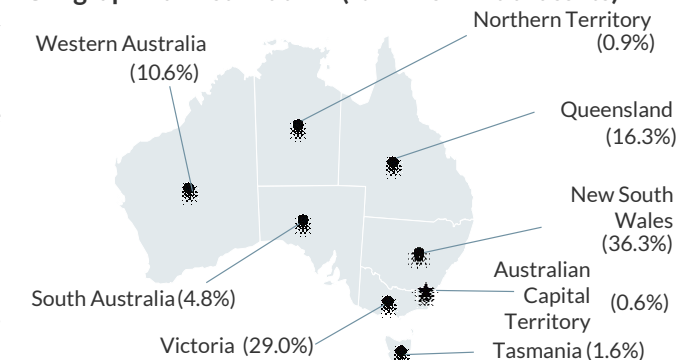 Northern Territory
(0.9%)
Western Australia
(10.6%)
Queensland
(16.3%)
New South
Wales
(36.3%)
Australian
Capital
Territory
(0.6%)
South Australia (4.8%)
Victoria (29.0%)
Tasmania (1.6%)